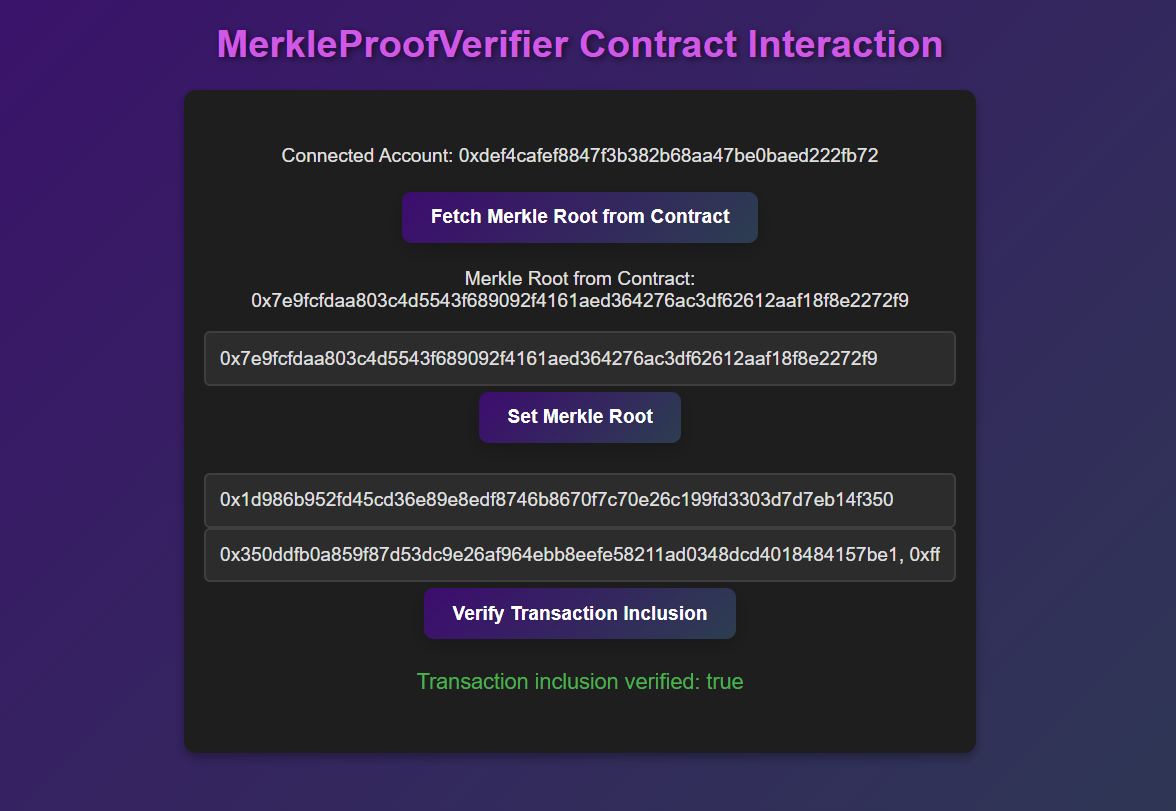 MerkleProofVerifier Contract Interaction
Connected Account: 0xdef4cafef8847f3b382b68aa47be0baed222fb72
Fetch Merkle Root from Contract
Merkle Root from Contract:
0x7e9fcfdaa803c4d5543f689092f4161aed364276ac3df62612aaf18f8e2272f9
0x7e9fcfdaa803c4d5543f689092f4161aed364276ac3df62612aaf18f8e2272f9
Set Merkle Root
0x1d986b952fd45cd36e89e8edf8746b8670f7c70e26c199fd3303d7d7eb14f350
0x350ddfb0a859f87d53dc9e26af964ebb8eefe58211ad0348dcd4018484157be1, 0xff
Verify Transaction Inclusion
Transaction inclusion verified: true